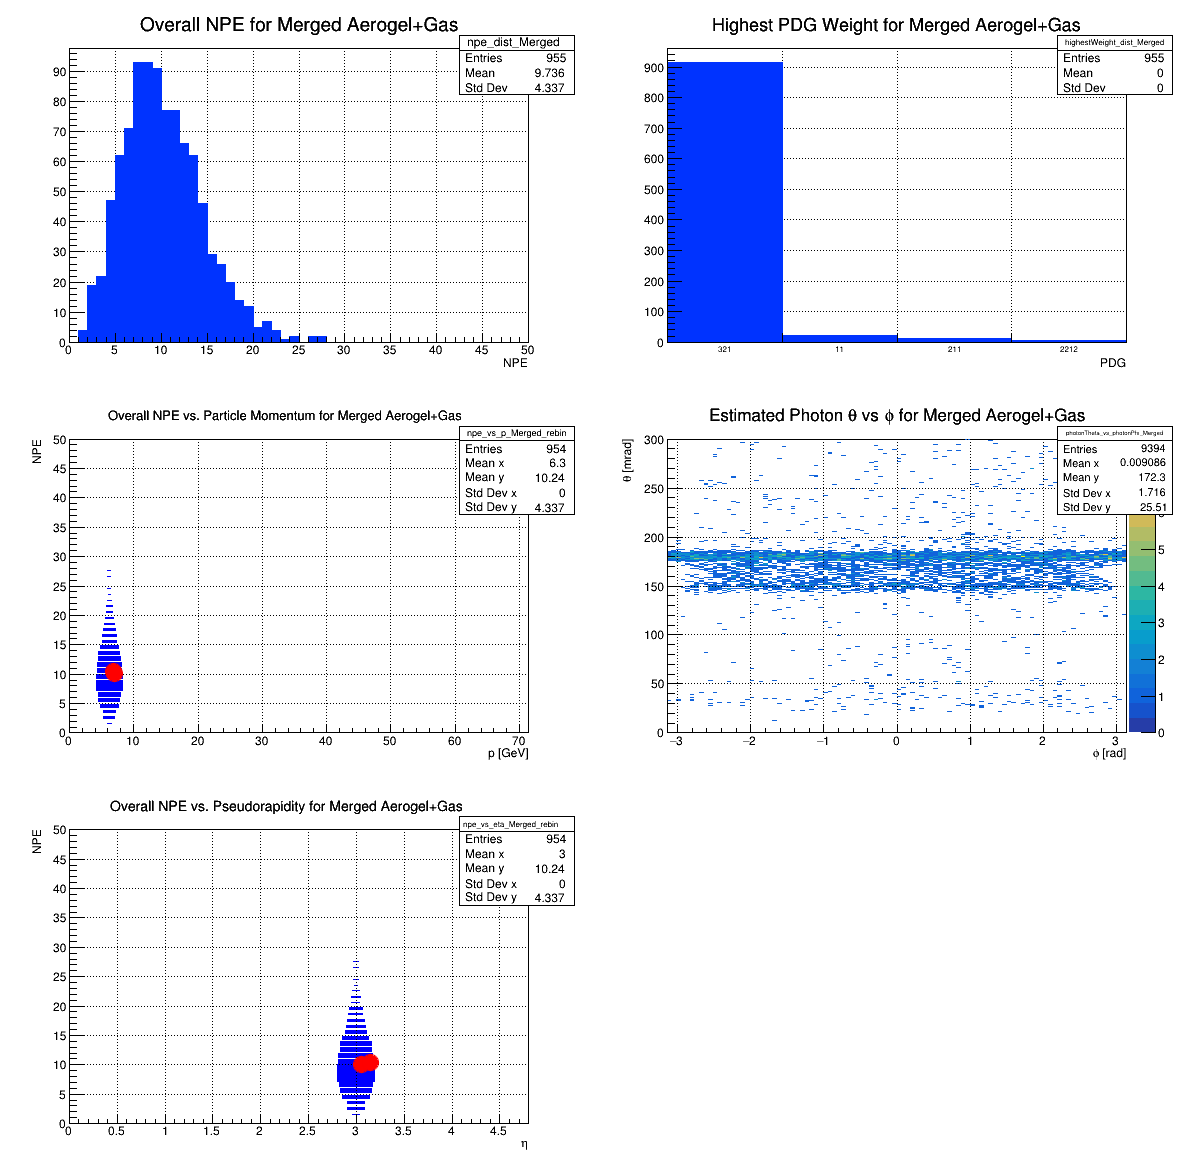 Overall NPE for Merged Aerogel+Gas
npe_dist_Merged
Entries 955
Mean 9.736
Std Dev 4.337
90
80
70
60
50
40
30
20
10
0
0 5 10 15 20 25 30 35 40 45 50
NPE
Highest PDG Weight for Merged Aerogel+Gas
highestWeight_dist_Merged
Entries 955
Mean 0
Std Dev 0
900
800
700
600
500
400
300
200
100
0
321 11 211 2212
PDG
Overall NPE vs. Particle Momentum for Merged Aerogel+Gas
npe_vs_p_Merged_rebin
Entries 954
Mean x 6.3
Mean y 10.24
Std Dev x 0
Std Dev y 4.337
NPE
50
45
40
35
30
25
20
15
10
5
0
0 10 20 30 40 50 60 70
p [GeV]
Estimated Photon θ vs ϕ for Merged Aerogel+Gas
photonTheta_vs_photonPhi_Merged
Entries 9394
Mean x 0.009086
Mean y 172.3
Std Dev x 1.716
Std Dev y 25.51
θ [mrad]
300
250
200
150
100
50
0
−3 −2 −1 0 1 2 3
ϕ [rad]
5
4
3
2
1
0
Overall NPE vs. Pseudorapidity for Merged Aerogel+Gas
npe_vs_eta_Merged_rebin
Entries 954
Mean x 3
Mean y 10.24
Std Dev x 0
Std Dev y 4.337
NPE
50
45
40
35
30
25
20
15
10
5
0
0 0.5 1 1.5 2 2.5 3 3.5 4 4.5
η